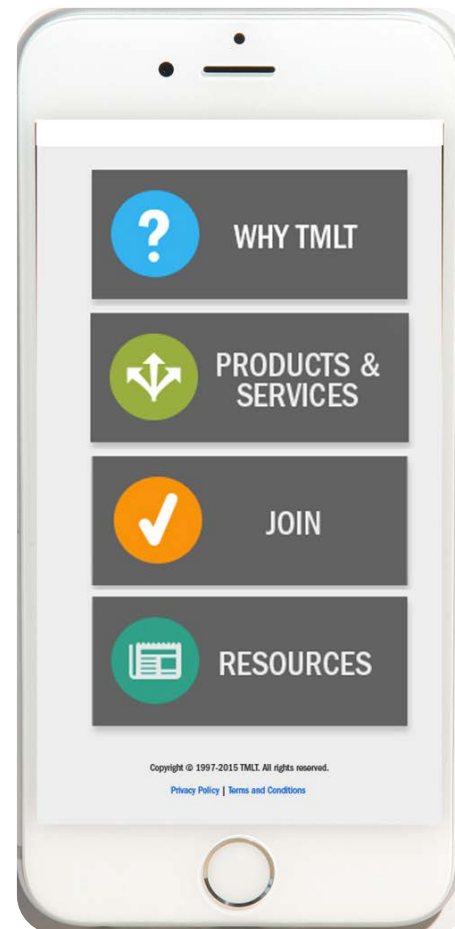 WHY TMLT
PRODUCTS &
SERVICES
JOIN
RESOURCES
Copyright © 1997-2015 TMLT. All rights reserved.
Privacy Policy | Terms and Conditions